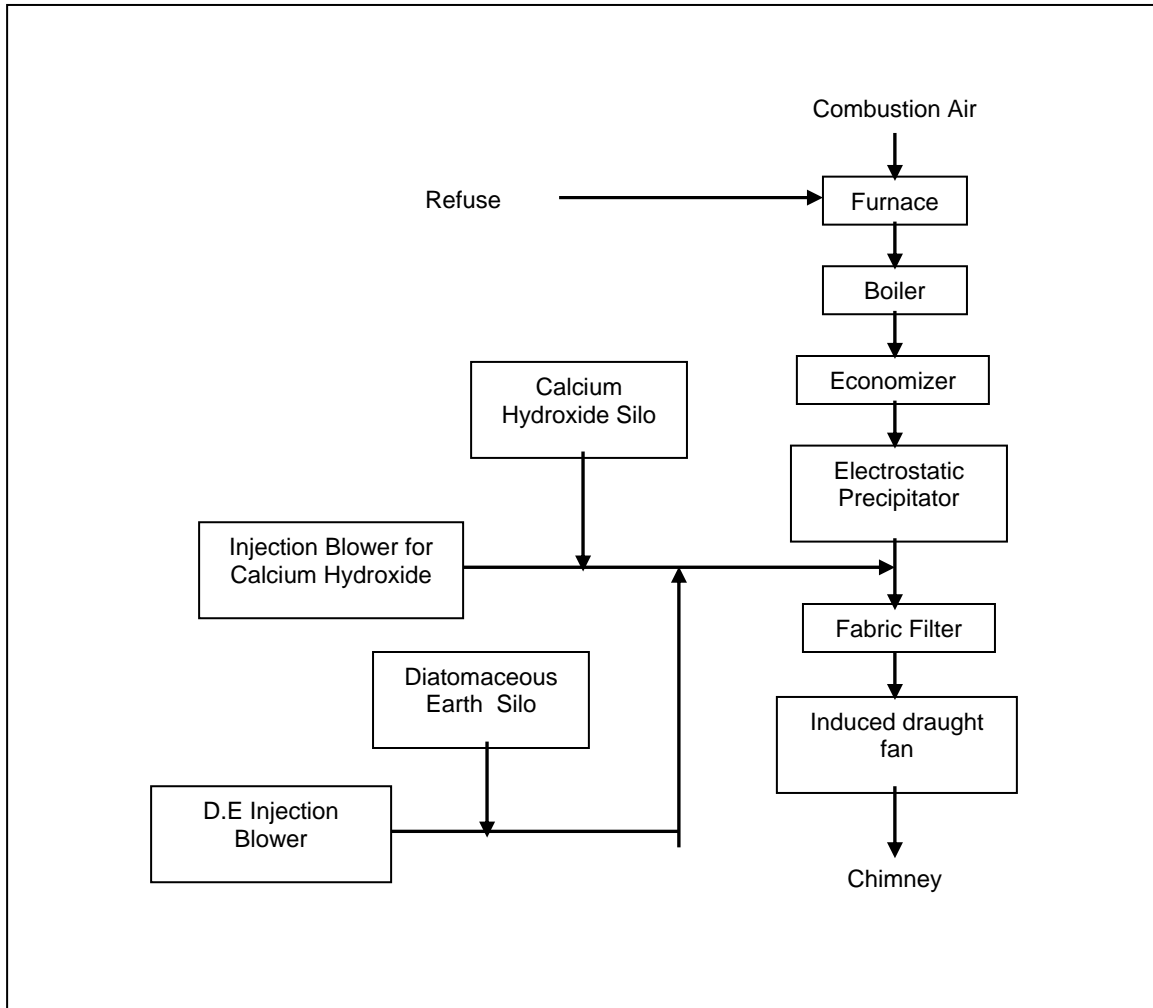 Combustion Air
Refuse
Furnace
Boiler
Economizer
Calcium
Hydroxide Silo
Electrostatic
Precipitator
Injection Blower for
Calcium Hydroxide
Fabric Filter
Diatomaceous
Earth Silo
Induced draught
fan
D.E Injection
Blower
Chimney